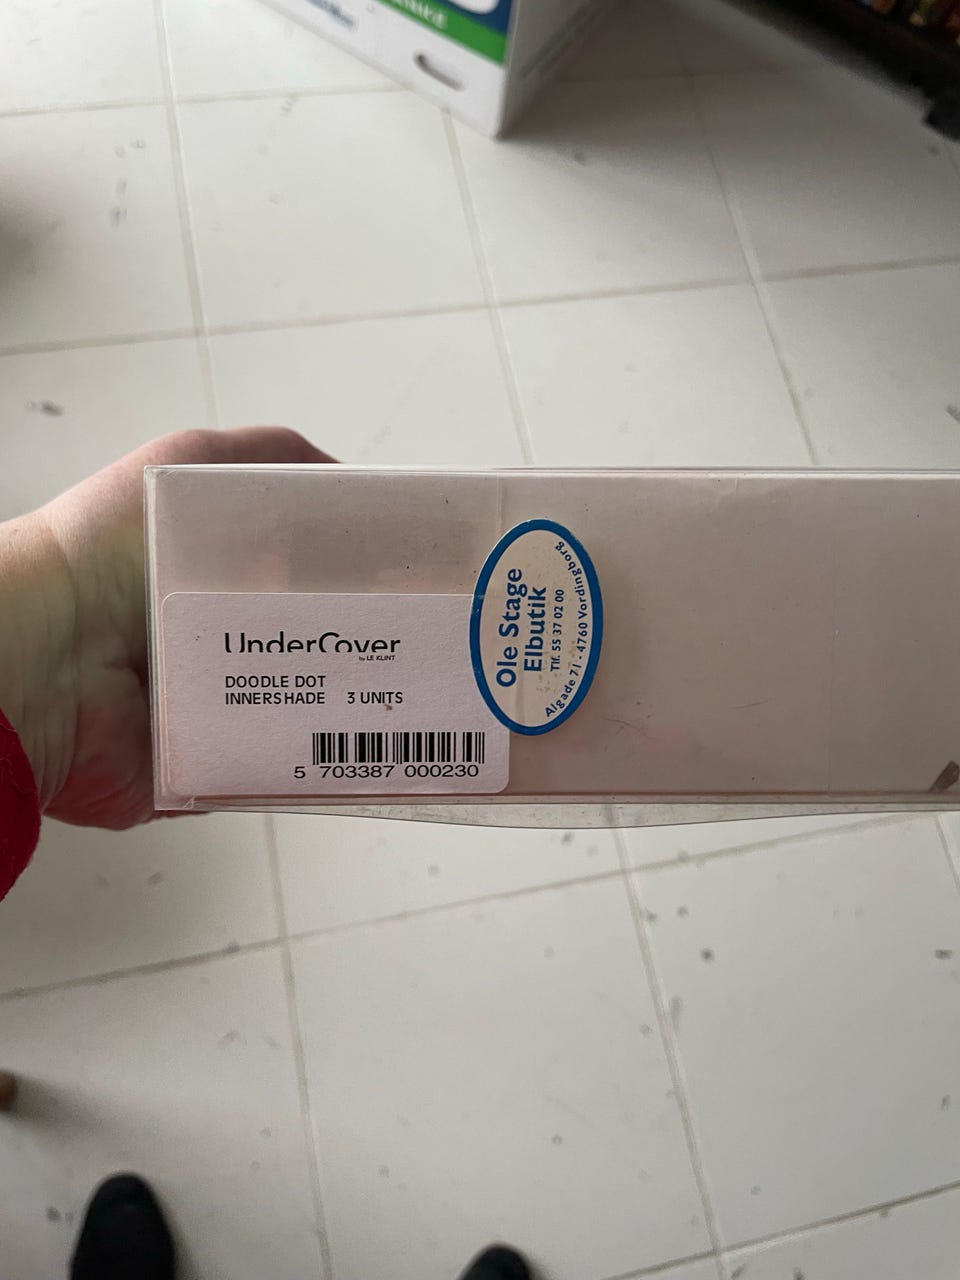 UnderCover
by LE KLINT
DOODLE DOT
INNERSHADE 3 UNITS
5 703387 000230
Ole Stage
Elbutik
Tlf. 55 37 02 00
Algade 71 - 4760 Vordingborg